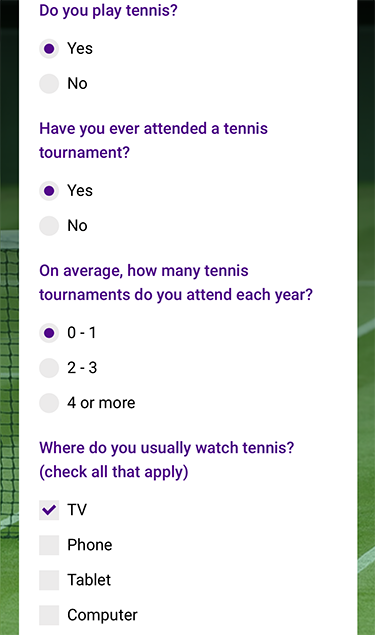 Do you play tennis?
Yes
No
Have you ever attended a tennis
tournament?
Yes
No
On average, how many tennis
tournaments do you attend each year?
0 - 1
2 - 3
4 or more
Where do you usually watch tennis?
(check all that apply)
TV
Phone
Tablet
Computer